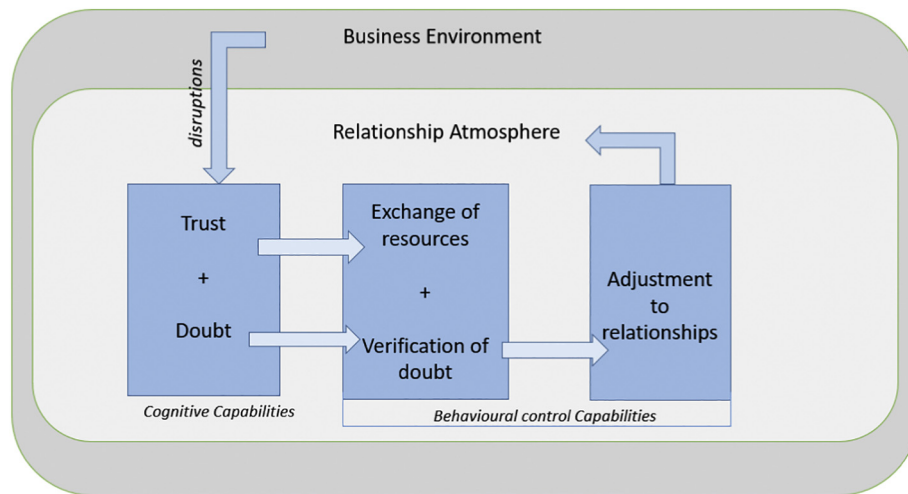 Business Environment
disruptions
Relationship Atmosphere
Trust
+
Doubt
Exchange of
resources
+
Verification of
doubt
Adjustment
to
relationships
Cognitive Capabilities
Behavioural control Capabilities